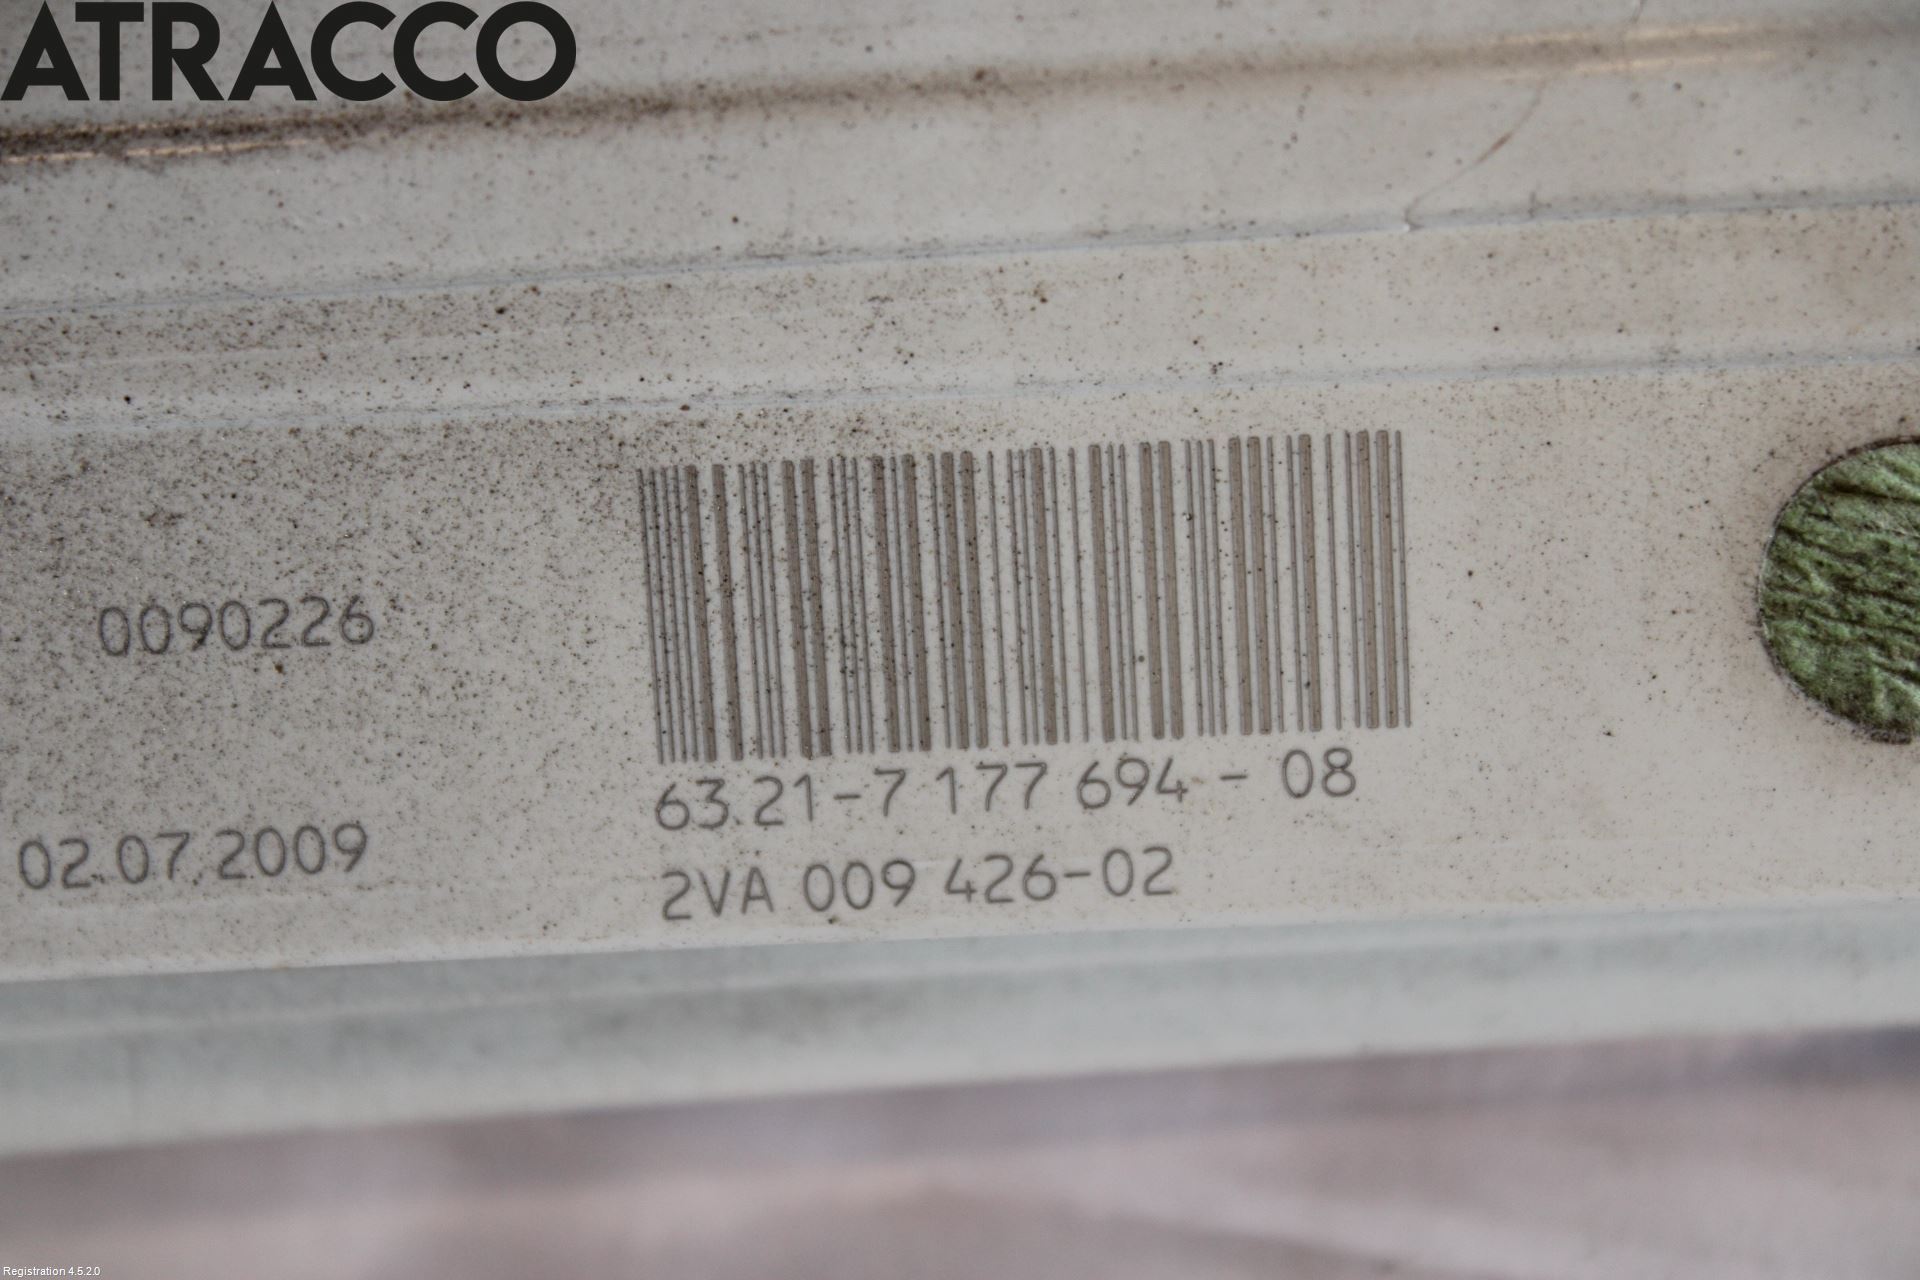 ATRACCO
0090226
63.21-7 177 694 - 08
02.07.2009
2VA 009 426-02
Registration 4.5.2.0